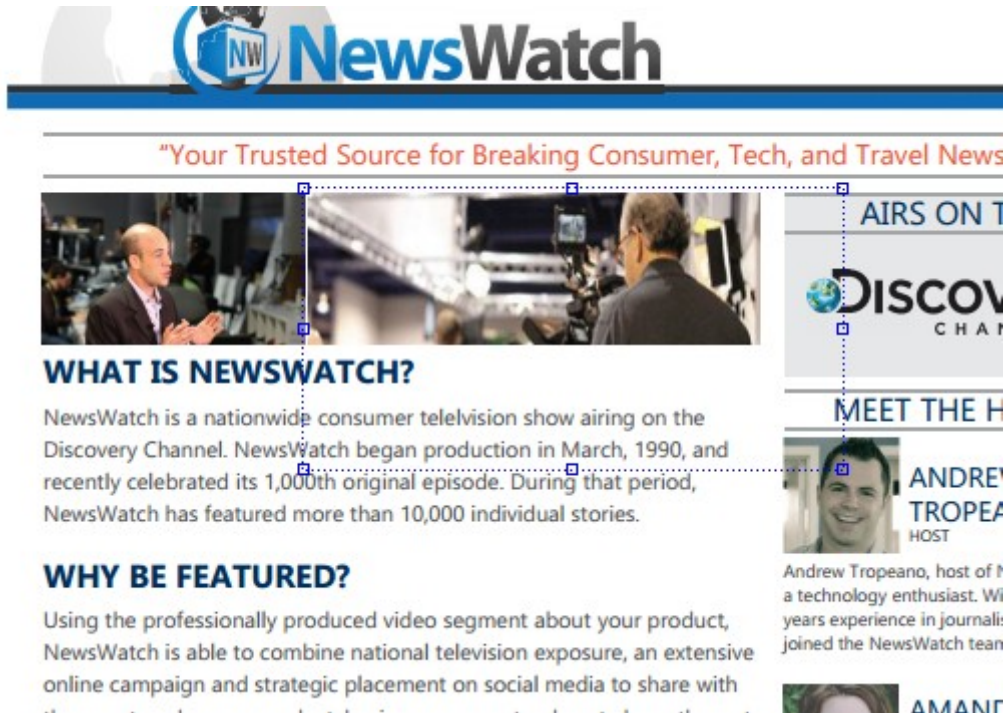 NW NewsWatch
"Your Trusted Source for Breaking Consumer, Tech, and Travel News
WHAT IS NEWSWATCH?
NewsWatch is a nationwide consumer telelvision show airing on the
Discovery Channel. NewsWatch began production in March, 1990, and
recently celebrated its 1,000th original episode. During that period,
NewsWatch has featured more than 10,000 individual stories.
WHY BE FEATURED?
Using the professionally produced video segment about your product,
NewsWatch is able to combine national television exposure, an extensive
online campaign and strategic placement on social media to share with
AIRS ON T
DISCOV
CHAN
MEET THE H
ANDREW
TROPEA
HOST
Andrew Tropeano, host of N
a technology enthusiast. Wi
years experience in journalis
joined the NewsWatch team
AMAND